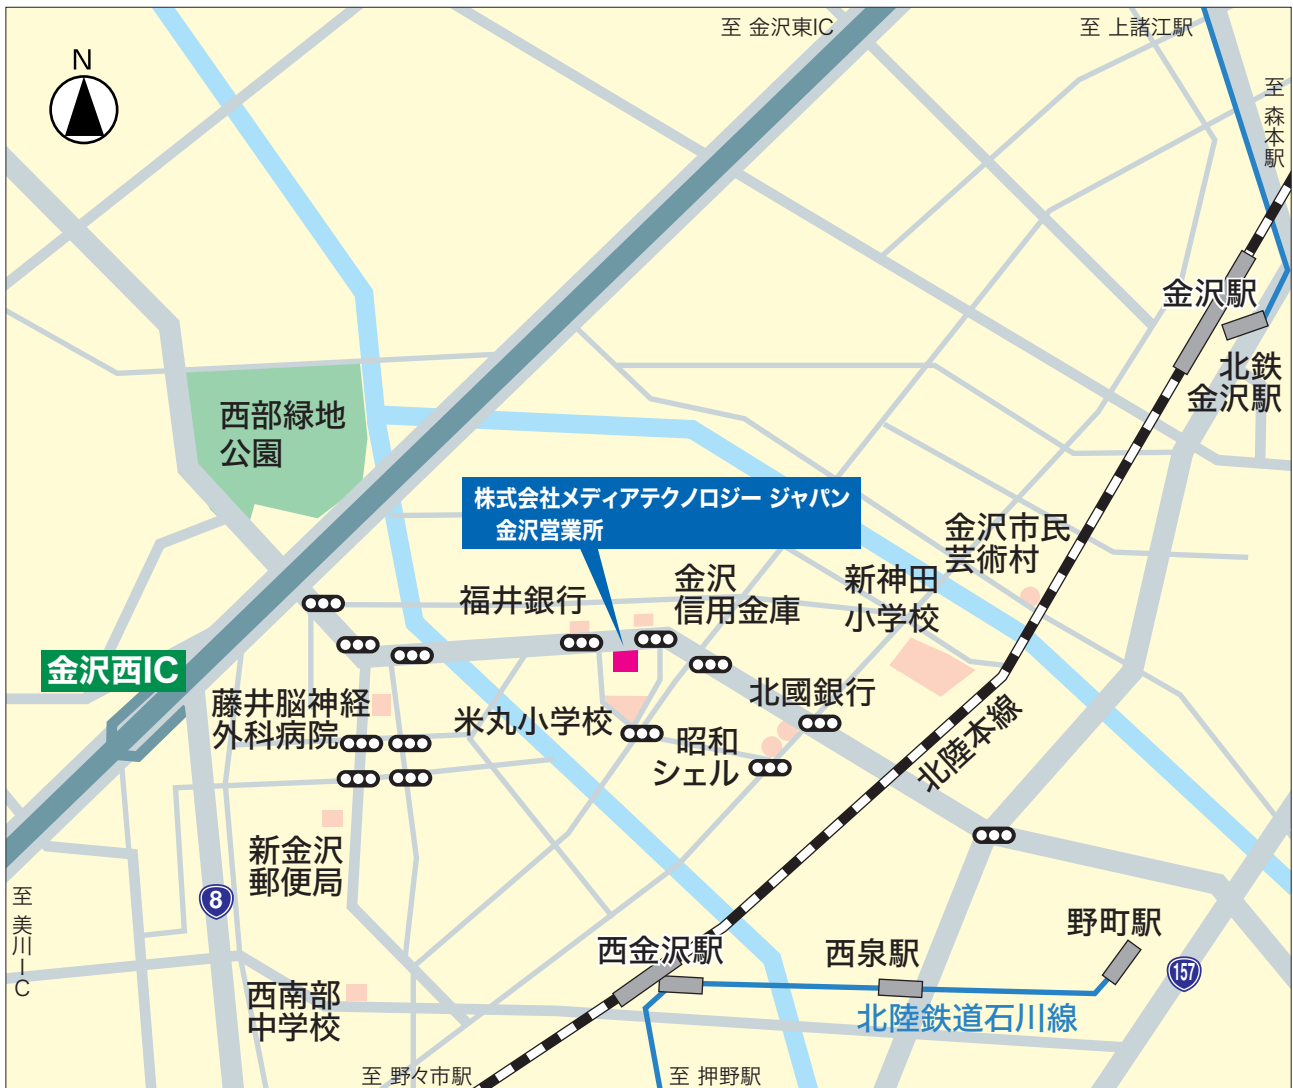 至 金沢東IC
至 上諸江駅
N
至 森本駅
金沢駅
北鉄
金沢駅
西部緑地
公園
株式会社メディアテクノロジー ジャパン
金沢営業所
金沢市民
芸術村
金沢
信用金庫
新神田
小学校
福井銀行
金沢西IC
藤井脳神経
外科病院
米丸小学校
北國銀行
昭和
シェル
北陸本線
新金沢
郵便局
8
至 美川IC
西金沢駅
西泉駅
野町駅
157
西南部
中学校
北陸鉄道石川線
至 野々市駅
至 押野駅